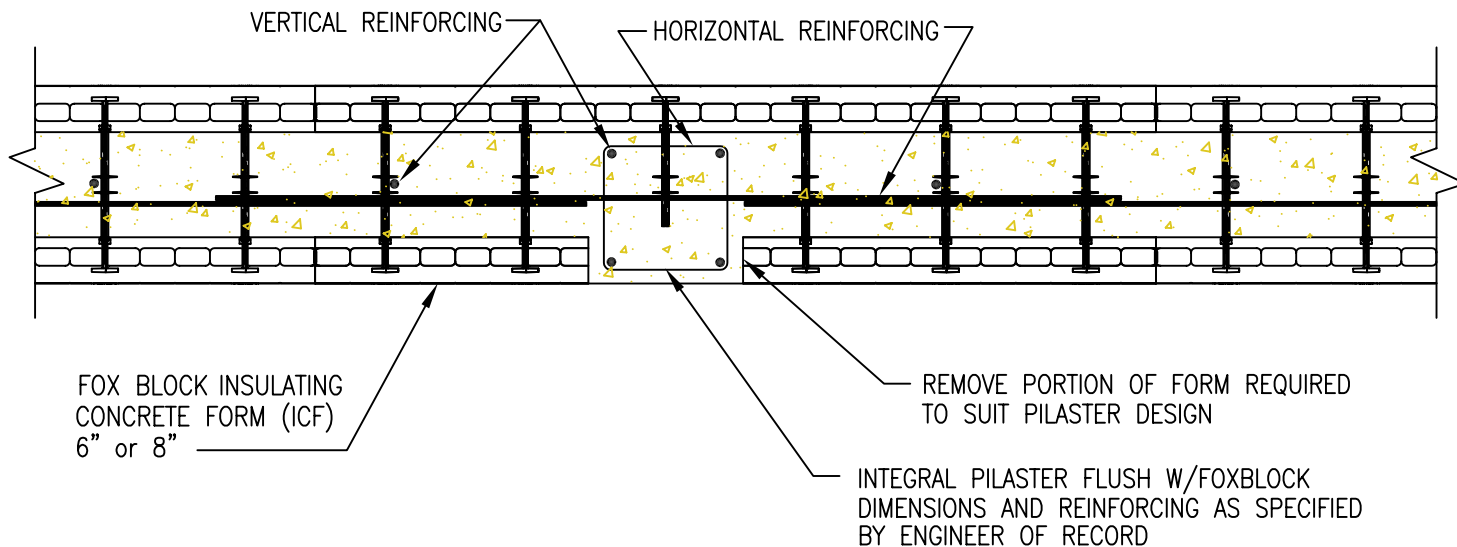 VERTICAL REINFORCING
HORIZONTAL REINFORCING
FOX BLOCK INSULATING
CONCRETE FORM (ICF)
6” or 8”
REMOVE PORTION OF FORM REQUIRED
TO SUIT PILASTER DESIGN
INTEGRAL PILASTER FLUSH W/FOXBLOCK
DIMENSIONS AND REINFORCING AS SPECIFIED
BY ENGINEER OF RECORD